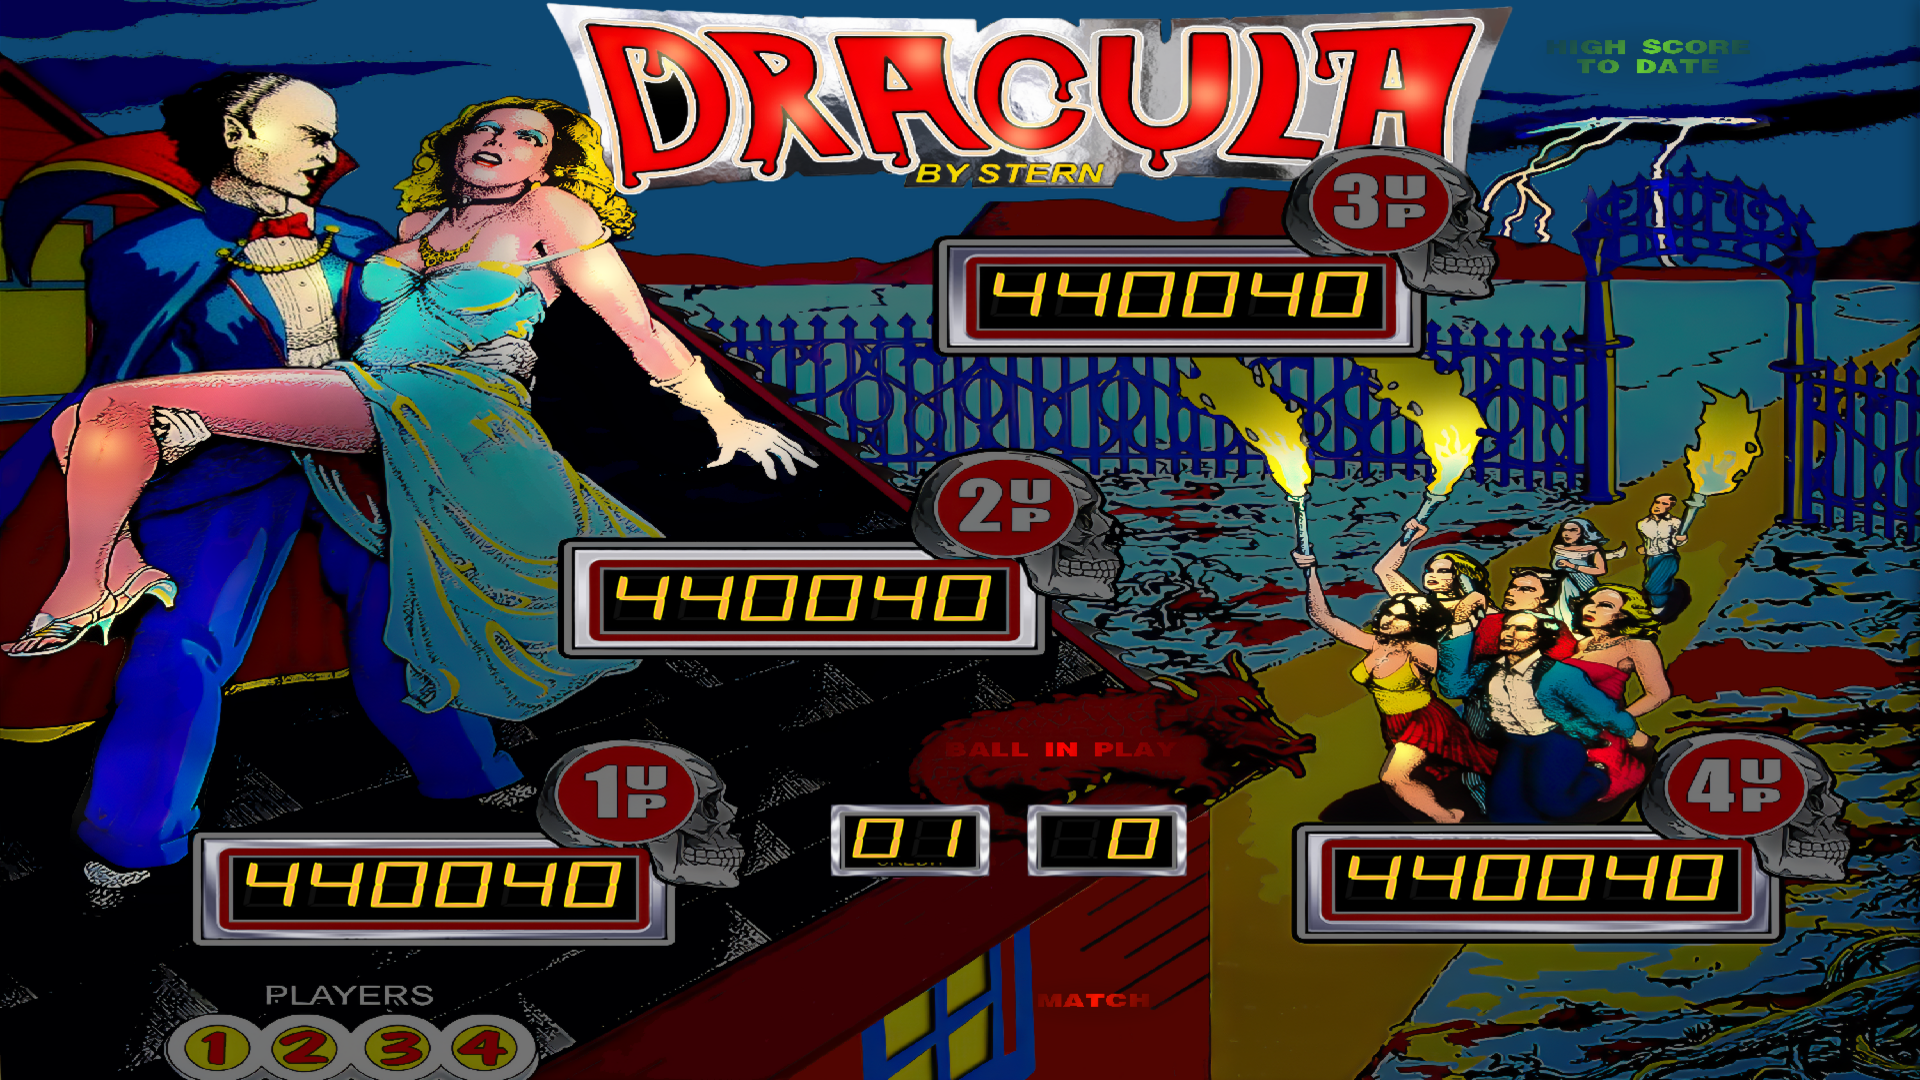 DRACULA
BY STERN
HIGH SCORE
TO DATE
3UP
440040
2UP
440040
BALL IN PLAY
1UP
440040
01
0
CREDIT
4UP
440040
PLAYERS
1 2 3 4
MATCH